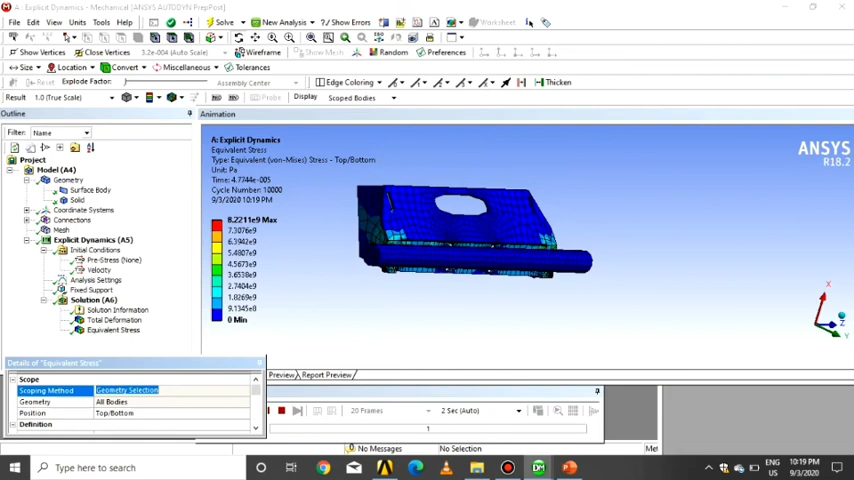 A: Explicit Dynamics - Mechanical [ANSYS AUTODYN PrepPost]
File Edit View Units Tools Help Solve New Analysis ? Show Errors Worksheet
Show Vertices Close Vertices 3.2e-004 (Auto Scale) Wireframe Show Mesh Random Preferences
Size Location Convert Miscellaneous Tolerances
Reset Explode Factor: Assembly Center Edge Coloring Thicken
Result 1.0 (True Scale) Probe Display Scoped Bodies
Outline
Filter: Name
Project
Model (A4)
Geometry
Surface Body
Solid
Coordinate Systems
Connections
Mesh
Explicit Dynamics (A5)
Initial Conditions
Pre-Stress (None)
Velocity
Analysis Settings
Fixed Support
Solution (A6)
Solution Information
Total Deformation
Equivalent Stress
Details of "Equivalent Stress"
Scope
Scoping Method Geometry Selection
Geometry All Bodies
Position Top/Bottom
Definition
Animation
A: Explicit Dynamics
Equivalent Stress
Type: Equivalent (von-Mises) Stress - Top/Bottom
Unit: Pa
Time: 4.7744e-005
Cycle Number: 10000
9/3/2020 10:19 PM
8.2211e9 Max
7.3076e9
6.3942e9
5.4807e9
4.5673e9
3.6538e9
2.7404e9
1.8269e9
9.1345e8
0 Min
ANSYS
R18.2
X
Z
Y
Preview Report Preview
20 Frames 2 Sec (Auto)
1
No Messages No Selection
Type here to search
ENG
US
10:19 PM
9/3/2020